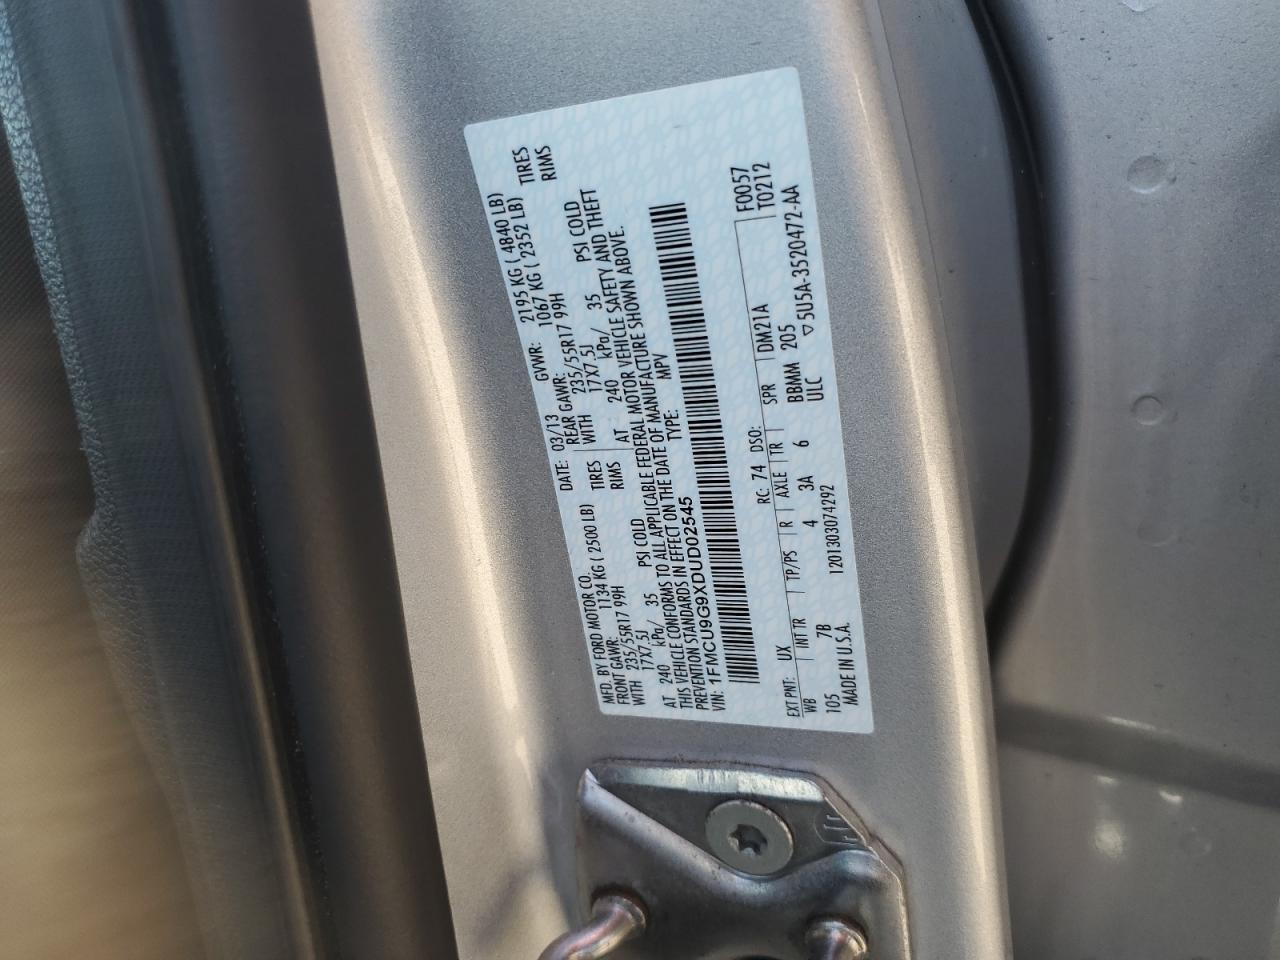 MFD. BY FORD MOTOR CO. DATE: 03/13 GVWR: 2195 KG ( 4840 LB)
FRONT GAWR: 1134 KG ( 2500 LB) REAR GAWR: 1067 KG ( 2352 LB)
WITH 235/55R17 99H TIRES WITH 235/55R17 99H TIRES
17X7.5J RIMS 17X7.5J RIMS
AT 240 kPa/ 35 PSI COLD AT 240 kPa/ 35 PSI COLD
THIS VEHICLE CONFORMS TO ALL APPLICABLE FEDERAL MOTOR VEHICLE SAFETY AND THEFT
PREVENTION STANDARDS IN EFFECT ON THE DATE OF MANUFACTURE SHOWN ABOVE.
VIN: 1FMCU9G9XDUD02545 TYPE: MPV
EXT PNT: UX RC: 74 DSO: F0057
WB INT TR TP/PS R AXLE TR SPR DM21A T0212
105 7B 4 3A 6 BBMM 205
MADE IN U.S.A. 120130307​4292 ULC ▽5U5A-3520472-AA